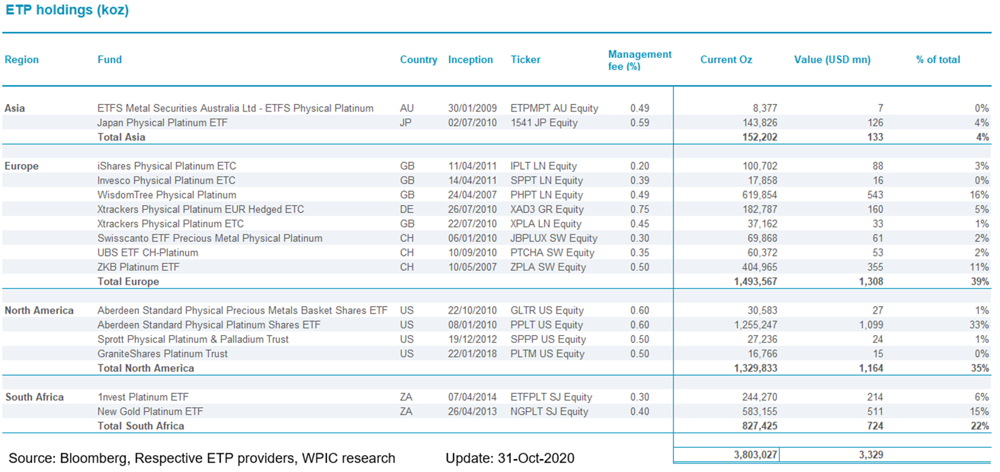 ETP holdings (koz)
Region Fund Country Inception Ticker Management fee (%) Current Oz Value (USD mn) % of total
Asia ETFS Metal Securities Australia Ltd - ETFS Physical Platinum AU 30/01/2009 ETPMPT AU Equity 0.49 8,377 7 0%
Japan Physical Platinum ETF JP 02/07/2010 1541 JP Equity 0.59 143,826 126 4%
Total Asia 152,202 133 4%
Europe iShares Physical Platinum ETC GB 11/04/2011 IPLT LN Equity 0.20 100,702 88 3%
Invesco Physical Platinum ETC GB 14/04/2011 SPPT LN Equity 0.39 17,858 16 0%
WisdomTree Physical Platinum GB 24/04/2007 PHPT LN Equity 0.49 619,854 543 16%
Xtrackers Physical Platinum EUR Hedged ETC DE 26/07/2010 XAD3 GR Equity 0.75 182,787 160 5%
Xtrackers Physical Platinum ETC GB 22/07/2010 XPLA LN Equity 0.45 37,162 33 1%
Swisscanto ETF Precious Metal Physical Platinum CH 06/01/2010 JBPLUX SW Equity 0.30 69,868 61 2%
UBS ETF CH-Platinum CH 10/09/2010 PTCHA SW Equity 0.35 60,372 53 2%
ZKB Platinum ETF CH 10/05/2007 ZPLA SW Equity 0.50 404,965 355 11%
Total Europe 1,493,567 1,308 39%
North America Aberdeen Standard Physical Precious Metals Basket Shares ETF US 22/10/2010 GLTR US Equity 0.60 30,583 27 1%
Aberdeen Standard Physical Platinum Shares ETF US 08/01/2010 PPLT US Equity 0.60 1,255,247 1,099 33%
Sprott Physical Platinum & Palladium Trust US 19/12/2012 SPPP US Equity 0.50 27,236 24 1%
GraniteShares Platinum Trust US 22/01/2018 PLTM US Equity 0.50 16,766 15 0%
Total North America 1,329,833 1,164 35%
South Africa 1nvest Platinum ETF ZA 07/04/2014 ETFPLT SJ Equity 0.30 244,270 214 6%
New Gold Platinum ETF ZA 26/04/2013 NGPLT SJ Equity 0.40 583,155 511 15%
Total South Africa 827,425 724 22%
3,803,027 3,329
Source: Bloomberg, Respective ETP providers, WPIC research Update: 31-Oct-2020